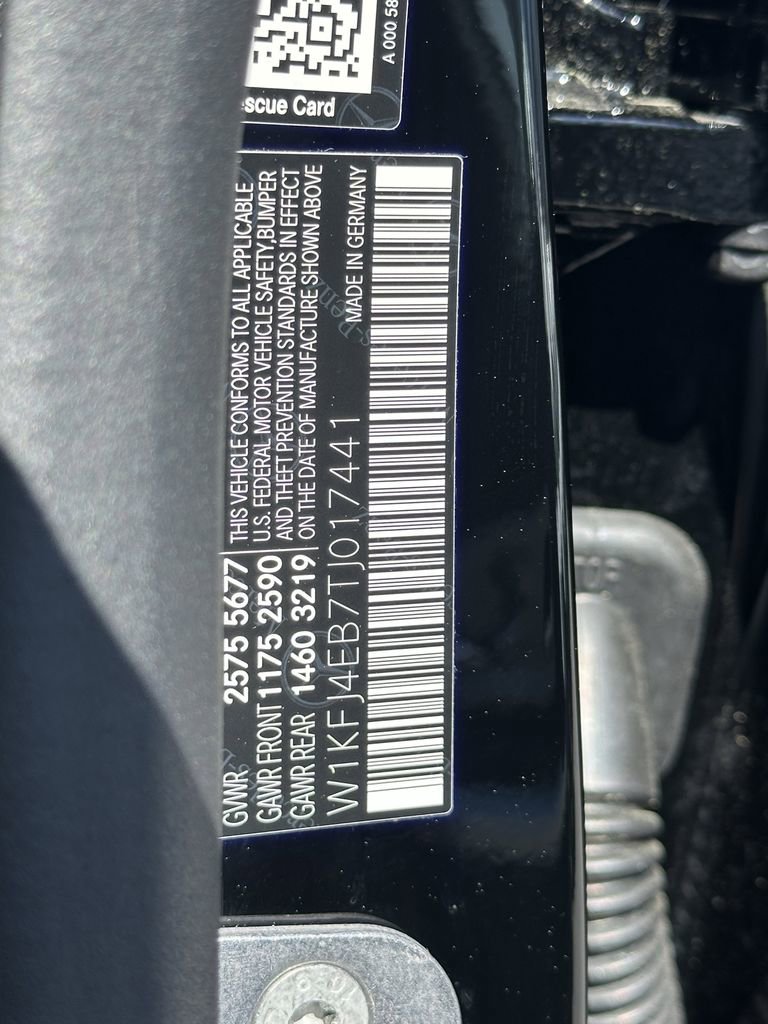 A 000 58
escue Card
GVWR 2575 5677
GAWR FRONT 1175 2590
GAWR REAR 1460 3219
THIS VEHICLE CONFORMS TO ALL APPLICABLE
U.S. FEDERAL MOTOR VEHICLE SAFETY, BUMPER
AND THEFT PREVENTION STANDARDS IN EFFECT
ON THE DATE OF MANUFACTURE SHOWN ABOVE
W1KFJ4EB7TJ017441
MADE IN GERMANY